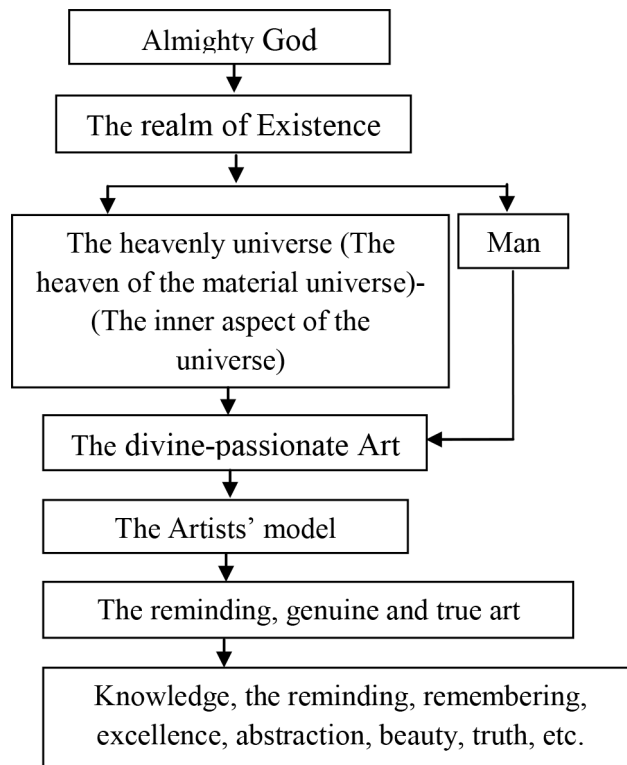 Almighty God
The realm of Existence
The heavenly universe (The
heaven of the material universe)-
(The inner aspect of the
universe)
Man
The divine-passionate Art
The Artists’ model
The reminding, genuine and true art
Knowledge, the reminding, remembering,
excellence, abstraction, beauty, truth, etc.